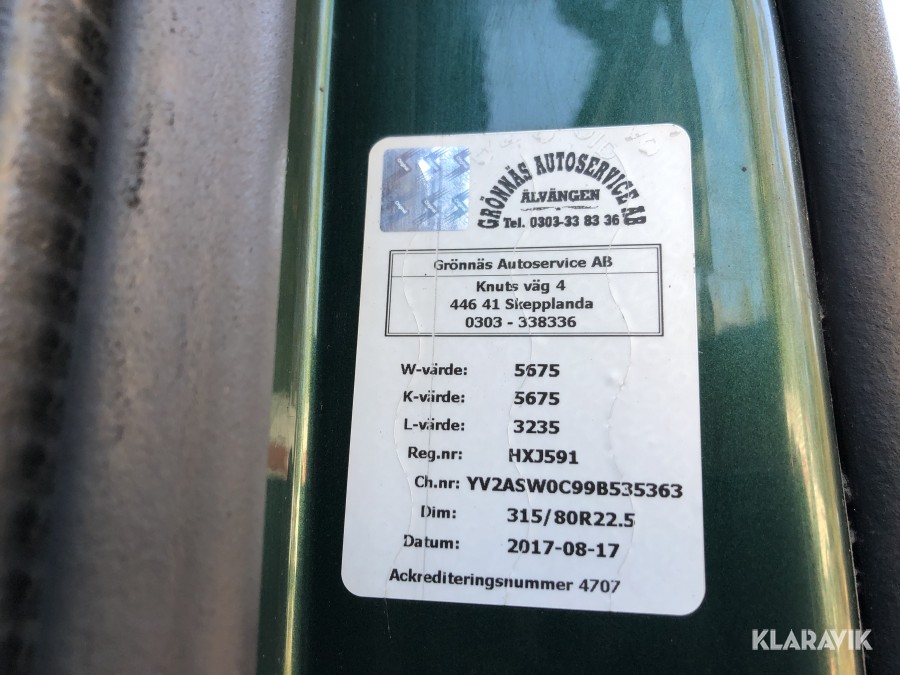 GRÖNNÄS AUTOSERVICE AB
ÄLVÄNGEN
Tel. 0303-33 83 36
Grönnäs Autoservice AB
Knuts väg 4
446 41 Skepplanda
0303 - 338336
W-värde: 5675
K-värde: 5675
L-värde: 3235
Reg.nr: HXJ591
Ch.nr: YV2ASW0C99B535363
Dim: 315/80R22.5
Datum: 2017-08-17
Ackrediteringsnummer 4707
KLARAVIK